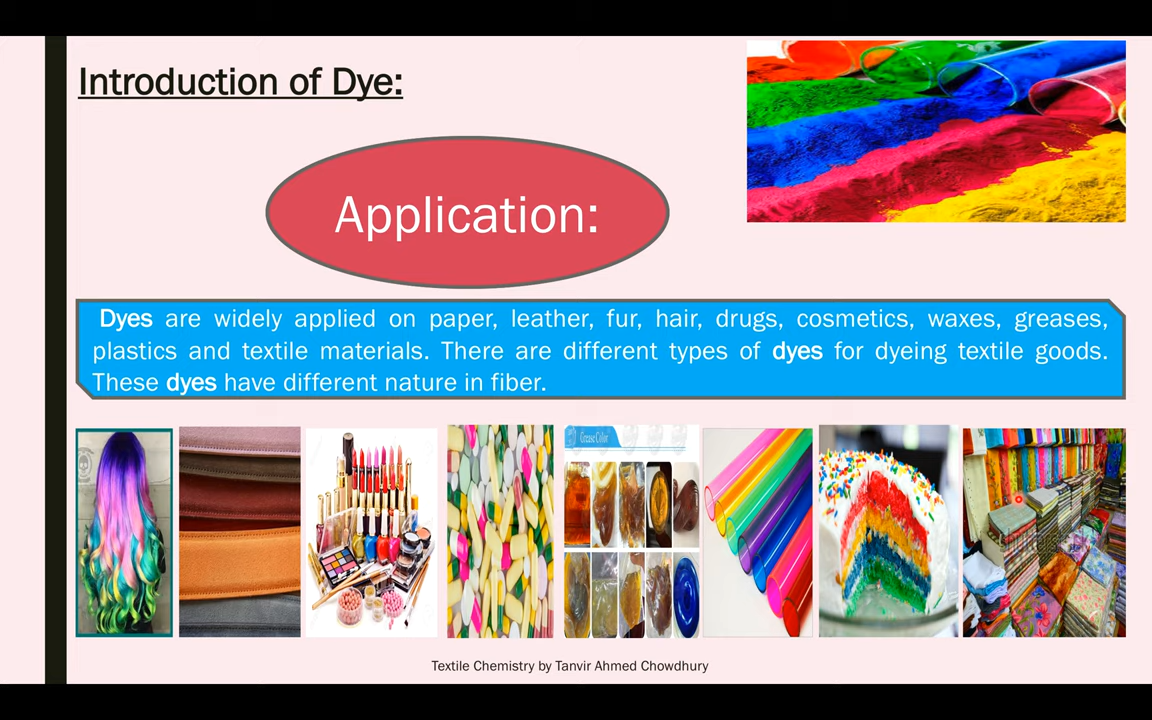 Introduction of Dye:
Application:
Dyes are widely applied on paper, leather, fur, hair, drugs, cosmetics, waxes, greases,
plastics and textile materials. There are different types of dyes for dyeing textile goods.
These dyes have different nature in fiber.
Grease Color
Textile Chemistry by Tanvir Ahmed Chowdhury